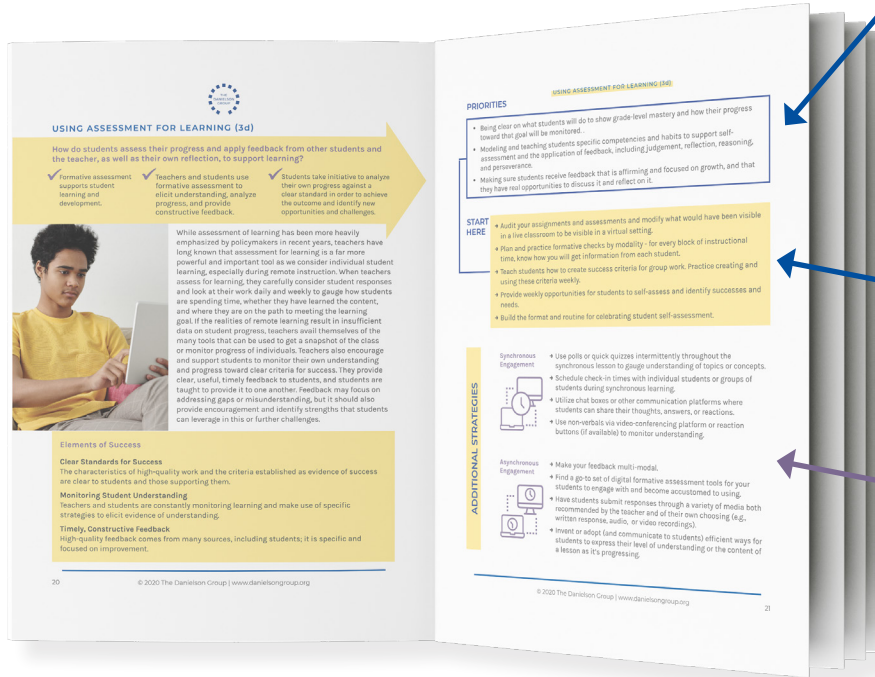 THE
DANIELSON
GROUP
USING ASSESSMENT FOR LEARNING (3d)
How do students assess their progress and apply feedback from other students and
the teacher, as well as their own reflection, to support learning?
Formative assessment
supports student
learning and
development.
Teachers and students use
formative assessment to
elicit understanding, analyze
progress, and provide
constructive feedback.
Students take initiative to analyze
their own progress against a
clear standard in order to achieve
the outcome and identify new
opportunities and challenges.
While assessment of learning has been more heavily
emphasized by policymakers in recent years, teachers have
long known that assessment for learning is a far more
powerful and important tool as we consider individual student
learning, especially during remote instruction. When teachers
assess for learning, they carefully consider student responses
and look at their work daily and weekly to gauge how students
are spending time, whether they have learned the content,
and where they are on the path to meeting the learning
goal. If the realities of remote learning result in insufficient
data on student progress, teachers avail themselves of the
many tools that can be used to get a snapshot of the class
or monitor progress of individuals. Teachers also encourage
and support students to monitor their own understanding
and progress toward clear criteria for success. They provide
clear, useful, timely feedback to students, and students are
taught to provide it to one another. Feedback may focus on
addressing gaps or misunderstanding, but it should also
provide encouragement and identify strengths that students
can leverage in this or further challenges.
Elements of Success
Clear Standards for Success
The characteristics of high-quality work and the criteria established as evidence of success
are clear to students and those supporting them.
Monitoring Student Understanding
Teachers and students are constantly monitoring learning and make use of specific
strategies to elicit evidence of understanding.
Timely, Constructive Feedback
High-quality feedback comes from many sources, including students; it is specific and
focused on improvement.
20
© 2020 The Danielson Group | www.danielsongroup.org
USING ASSESSMENT FOR LEARNING (3d)
PRIORITIES
• Being clear on what students will do to show grade-level mastery and how their progress
toward that goal will be monitored..
• Modeling and teaching students specific competencies and habits to support self-
assessment and the application of feedback, including judgement, reflection, reasoning,
and perseverance.
• Making sure students receive feedback that is affirming and focused on growth, and that
they have real opportunities to discuss it and reflect on it.
START
HERE
+ Audit your assignments and assessments and modify what would have been visible
in a live classroom to be visible in a virtual setting.
+ Plan and practice formative checks by modality - for every block of instructional
time, know how you will get information from each student.
+ Teach students how to create success criteria for group work. Practice creating and
using these criteria weekly.
+ Provide weekly opportunities for students to self-assess and identify successes and
needs.
+ Build the format and routine for celebrating student self-assessment.
ADDITIONAL STRATEGIES
Synchronous
Engagement
+ Use polls or quick quizzes intermittently throughout the
synchronous lesson to gauge understanding of topics or concepts.
+ Schedule check-in times with individual students or groups of
students during synchronous learning.
+ Utilize chat boxes or other communication platforms where
students can share their thoughts, answers, or reactions.
+ Use non-verbals via video-conferencing platform or reaction
buttons (if available) to monitor understanding.
Asynchronous
Engagement
+ Make your feedback multi-modal.
+ Find a go-to set of digital formative assessment tools for your
students to engage with and become accustomed to using.
+ Have students submit responses through a variety of media both
recommended by the teacher and of their own choosing (e.g.,
written response, audio, or video recordings).
+ Invent or adopt (and communicate to students) efficient ways for
students to express their level of understanding or the content of
a lesson as it's progressing.
© 2020 The Danielson Group | www.danielsongroup.org
21